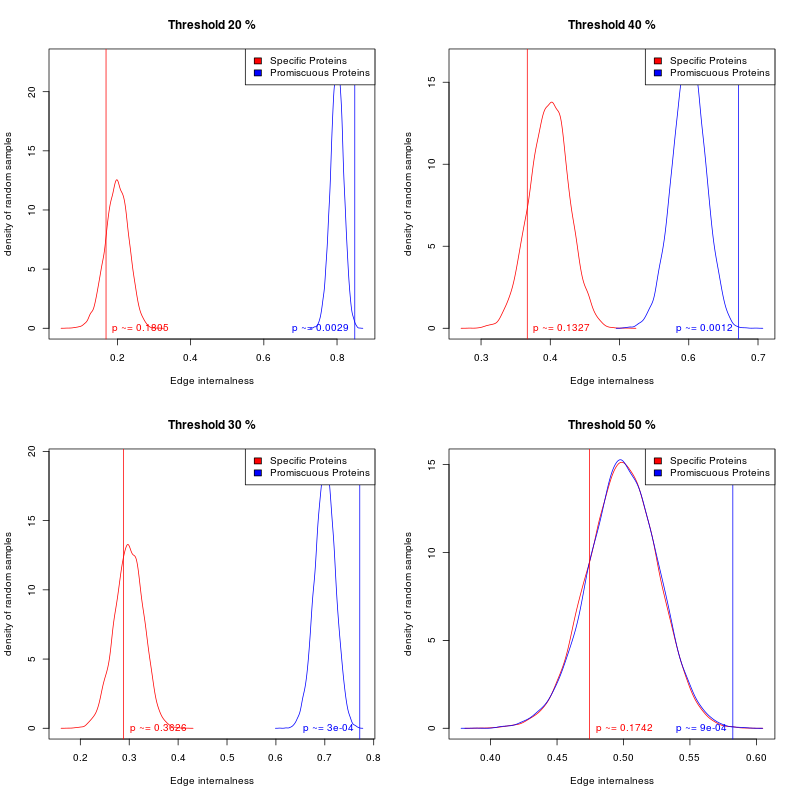 Threshold 20 %
density of random samples
0 5 10 15 20
Specific Proteins
Promiscuous Proteins
p ~= 0.1805
p ~= 0.0029
0.2 0.4 0.6 0.8
Edge internalness
Threshold 40 %
density of random samples
0 5 10 15
Specific Proteins
Promiscuous Proteins
p ~= 0.1327
p ~= 0.0012
0.3 0.4 0.5 0.6 0.7
Edge internalness
Threshold 30 %
density of random samples
0 5 10 15 20
Specific Proteins
Promiscuous Proteins
p ~= 0.3626
p ~= 3e-04
0.2 0.3 0.4 0.5 0.6 0.7 0.8
Edge internalness
Threshold 50 %
density of random samples
0 5 10 15
Specific Proteins
Promiscuous Proteins
p ~= 0.1742
p ~= 9e-04
0.40 0.45 0.50 0.55 0.60
Edge internalness